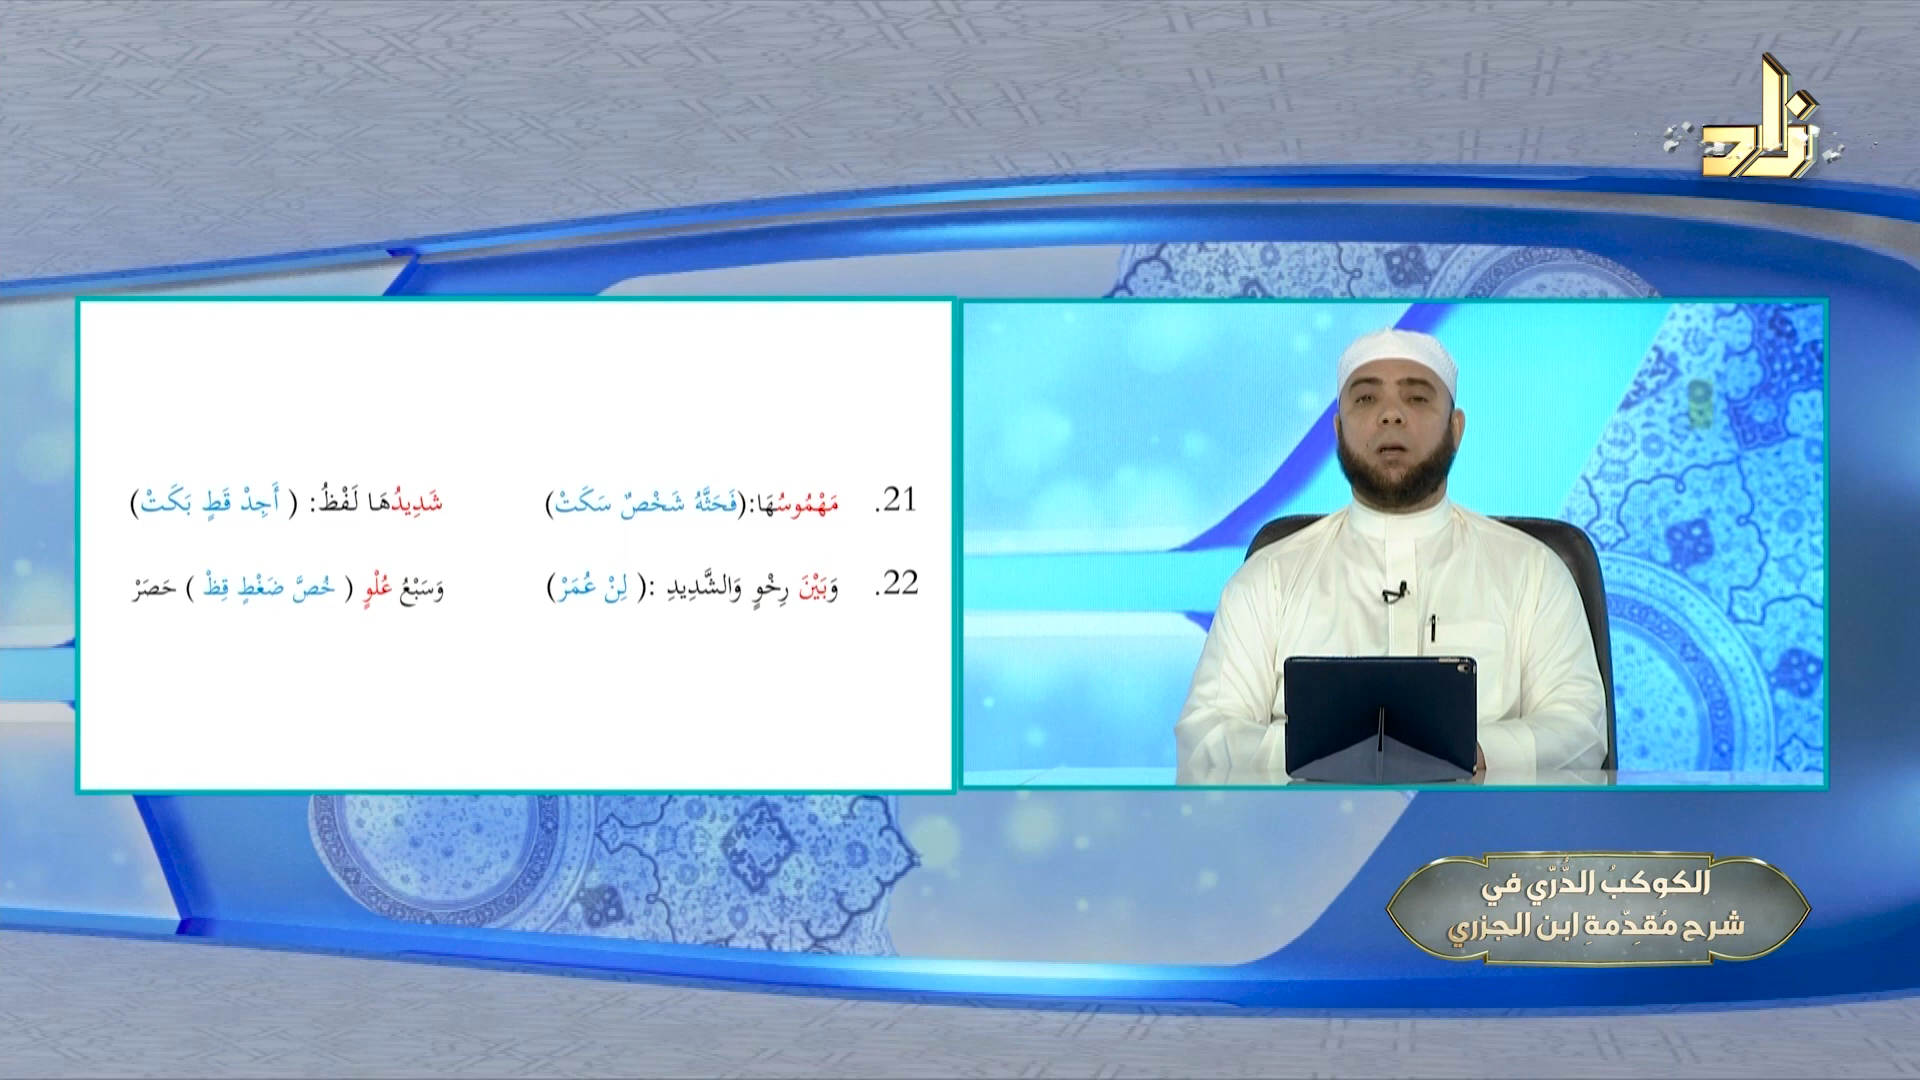 زاد
21. مَهْمُوسُهَا:(فَحَثَّهُ شَخْصٌ سَكَتْ) شَدِيدُهَا لَفْظُ: ( أَجِدْ قَطٍ بَكَتْ)
22. وَبَيْنَ رِخْوٍ وَالشَّدِيدِ :( لِنْ عُمَرْ) وَسَبْعُ عُلْوٍ ( خُصَّ ضَغْطٍ قِظْ ) حَصَرْ
الكوكبُ الدُّرّي في
شرح مُقدِّمةِ ابن الجزري